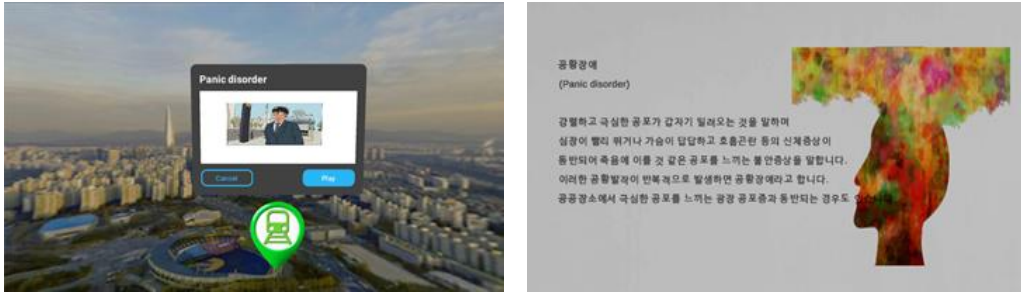 Panic disorder
Cancel
Play
공황장애
(Panic disorder)
강렬하고 극심한 공포가 갑자기 밀려오는 것을 말하며
심장이 빨리 뛰거나 가슴이 답답하고 호흡곤란 등의 신체증상이
동반되어 죽음에 이를 것 같은 공포를 느끼는 불안증상을 말합니다.
이러한 공황발작이 반복적으로 발생하면 공황장애라고 합니다.
공공장소에서 극심한 공포를 느끼는 광장 공포증과 동반되는 경우도 있습니다.